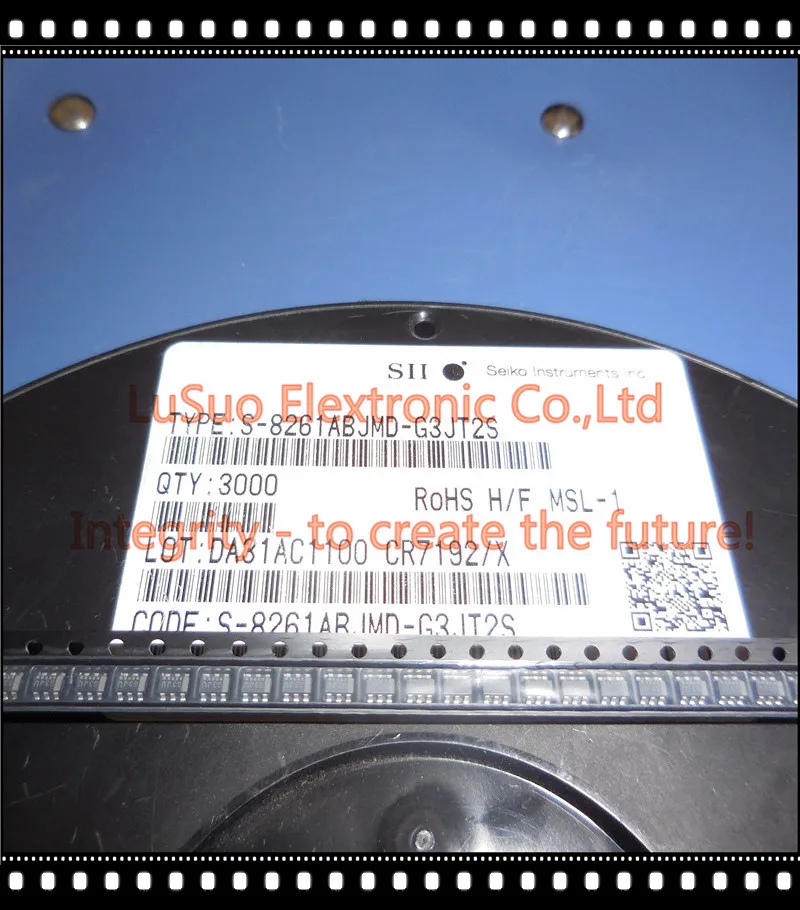 SII Seiko Instruments Inc
LuSuo Elextronic Co.,Ltd
TYPE:S-8261ABJMD-G3JT2S
QTY:3000
RoHS H/F MSL-1
Integrity - to create the future!
LOT:DA31AC1100 CR7192/X
CODE:S-8261ABJMD-G3JT2S